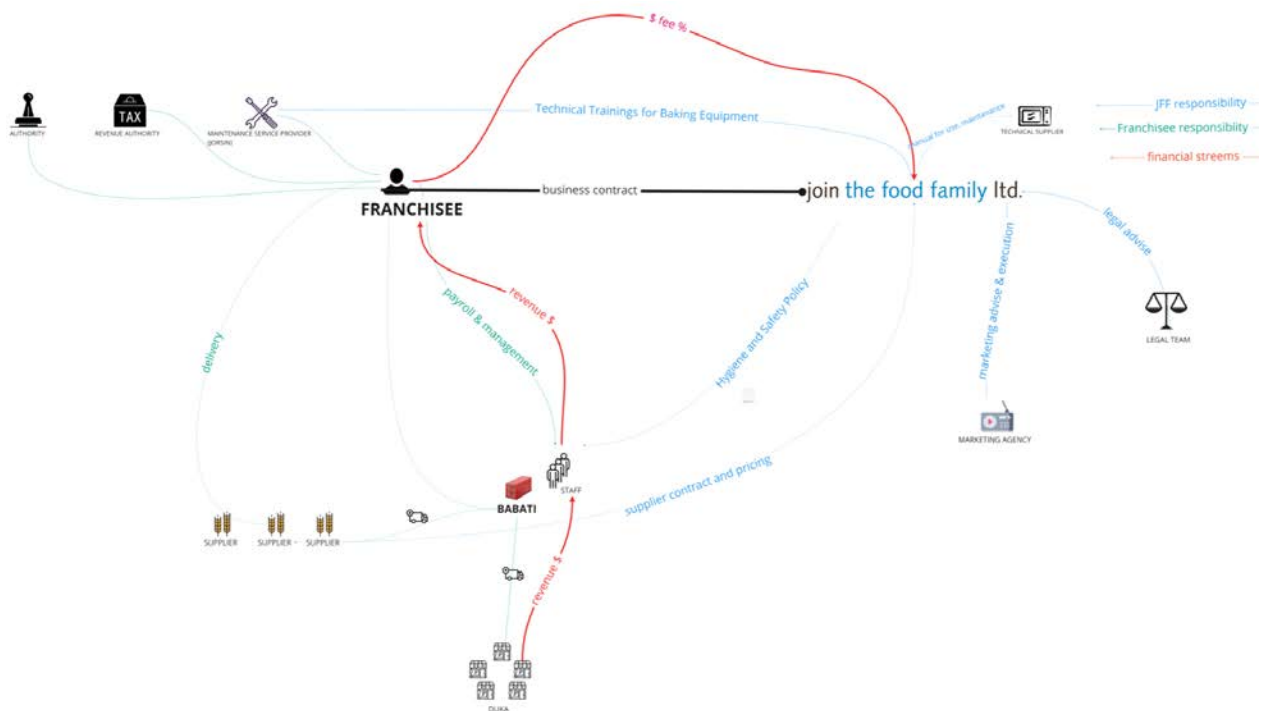 $ fee %
Technical Trainings for Baking Equipment
manual for use, maintenance
TAX
AUTHORITY
REVENUE AUTHORITY
MAINTENANCE SERVICE PROVIDER
(JORSIN)
TECHNICAL SUPPLIER
JFF responsibility
Franchisee responsibliy
financial streems
business contract
join the food family ltd.
FRANCHISEE
legal advise
marketing advise & execution
revenue $
payroll & management
Hygiene and Safety Policy
delivery
LEGAL TEAM
MARKETING AGENCY
STAFF
BABATI
supplier contract and pricing
SUPPLIER
SUPPLIER -
SUPPLIER
revenue $
DUKA